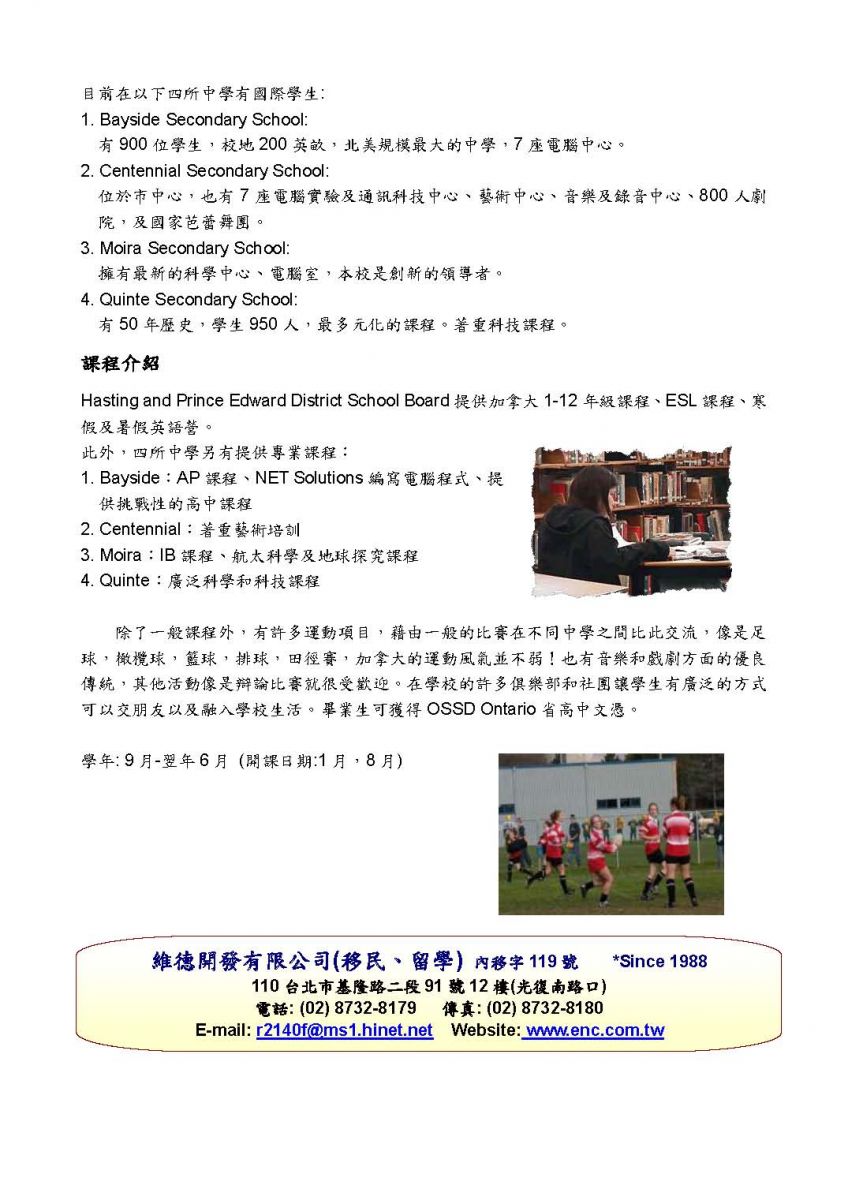 目前在以下四所中學有國際學生:
1. Bayside Secondary School:
有 900 位學生，校地 200 英畝，北美規模最大的中學，7 座電腦中心。
2. Centennial Secondary School:
位於市中心，也有 7 座電腦實驗及通訊科技中心、藝術中心、音樂及錄音中心、800 人劇
院，及國家芭蕾舞團。
3. Moira Secondary School:
擁有最新的科學中心、電腦室，本校是創新的領導者。
4. Quinte Secondary School:
有 50 年歷史，學生 950 人，最多元化的課程。著重科技課程。
課程介紹
Hasting and Prince Edward District School Board 提供加拿大 1-12 年級課程、ESL 課程、寒
假及暑假英語營。
此外，四所中學另有提供專業課程：
1. Bayside：AP 課程、NET Solutions 編寫電腦程式、提
供挑戰性的高中課程
2. Centennial：著重藝術培訓
3. Moira：IB 課程、航太科學及地球探究課程
4. Quinte：廣泛科學和科技課程
除了一般課程外，有許多運動項目，藉由一般的比賽在不同中學之間比此交流，像是足
球，橄欖球，籃球，排球，田徑賽，加拿大的運動風氣並不弱！也有音樂和戲劇方面的優良
傳統，其他活動像是辯論比賽就很受歡迎。在學校的許多俱樂部和社團讓學生有廣泛的方式
可以交朋友以及融入學校生活。畢業生可獲得 OSSD Ontario 省高中文憑。
學年: 9 月-翌年 6 月 (開課日期:1 月，8 月)
維德開發有限公司(移民、留學) 內移字 119 號 *Since 1988
110 台北市基隆路二段 91 號 12 樓(光復南路口)
電話: (02) 8732-8179 傳真: (02) 8732-8180
E-mail: r2140f@ms1.hinet.net Website: www.enc.com.tw